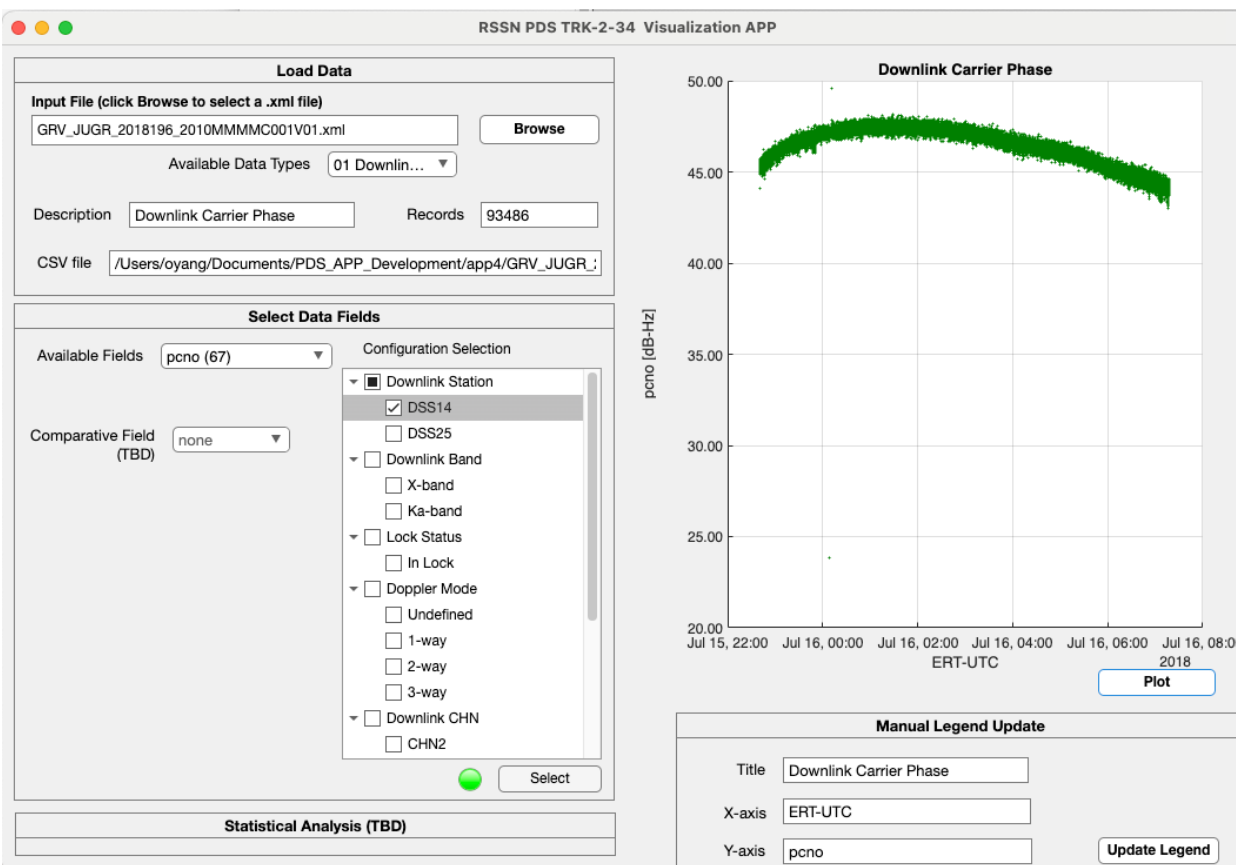 RSSN PDS TRK-2-34 Visualization APP
Load Data
Input File (click Browse to select a .xml file)
GRV_JUGR_2018196_2010MMMMC001V01.xml
Browse
Available Data Types
01 Downlin...
Description
Downlink Carrier Phase
Records
93486
CSV file
/Users/oyang/Documents/PDS_APP_Development/app4/GRV_JUGR_2
Select Data Fields
Available Fields
pcno (67)
Comparative Field
(TBD)
none
Configuration Selection
Downlink Station
DSS14
DSS25
Downlink Band
X-band
Ka-band
Lock Status
In Lock
Doppler Mode
Undefined
1-way
2-way
3-way
Downlink CHN
CHN2
Select
Statistical Analysis (TBD)
Downlink Carrier Phase
50.00
45.00
40.00
35.00
30.00
25.00
20.00
pcno [dB-Hz]
Jul 15, 22:00 Jul 16, 00:00 Jul 16, 02:00 Jul 16, 04:00 Jul 16, 06:00 Jul 16, 08:0
ERT-UTC
2018
Plot
Manual Legend Update
Title
Downlink Carrier Phase
X-axis
ERT-UTC
Y-axis
pcno
Update Legend